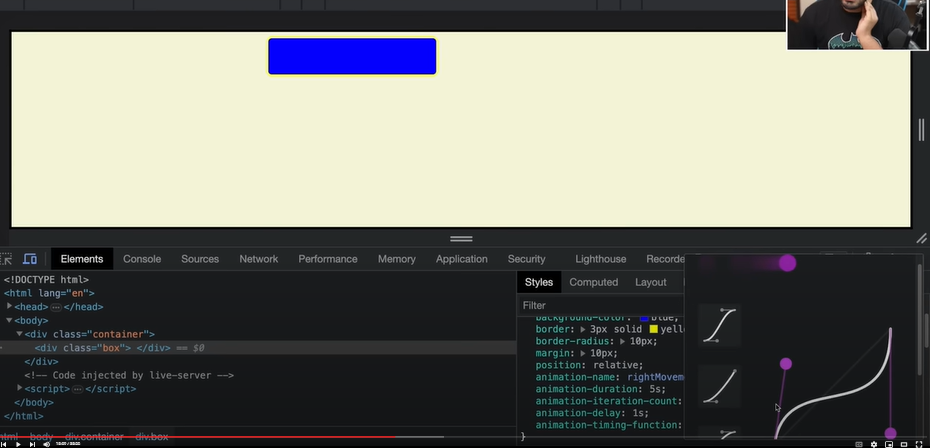 Elements Console Sources Network Performance Memory Application Security Lighthouse Recorde
<!DOCTYPE html>
<html lang="en">
<head> … </head>
<body>
<div class="container">
<div class="box"> </div> == $0
</div>
<!-- Code injected by live-server -->
<script> … </script>
</body>
</html>
html body div.container div.box
Styles Computed Layout
Filter
background-color: blue;
border: 3px solid yello
border-radius: 10px;
margin: 10px;
position: relative;
animation-name: rightMovem
animation-duration: 5s;
animation-iteration-count:
animation-delay: 1s;
animation-timing-function:
}